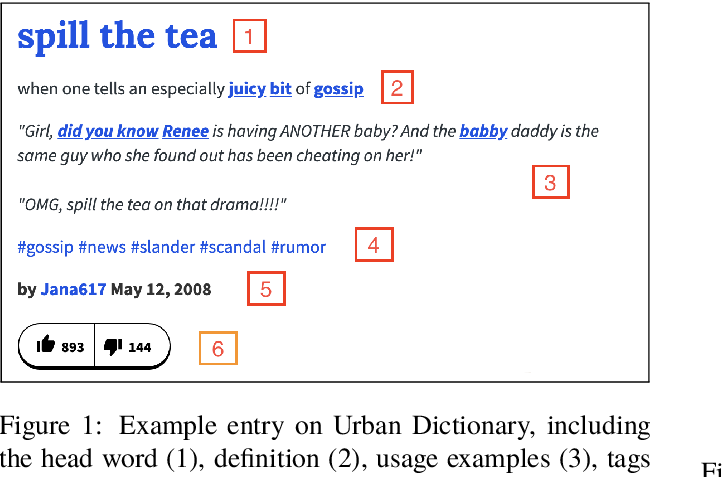 spill the tea 1
when one tells an especially juicy bit of gossip 2
"Girl, did you know Renee is having ANOTHER baby? And the babby daddy is the
same guy who she found out has been cheating on her!"
3
"OMG, spill the tea on that drama!!!!"
#gossip #news #slander #scandal #rumor 4
by Jana617 May 12, 2008 5
893 144 6
Figure 1: Example entry on Urban Dictionary, including
the head word (1), definition (2), usage examples (3), tags